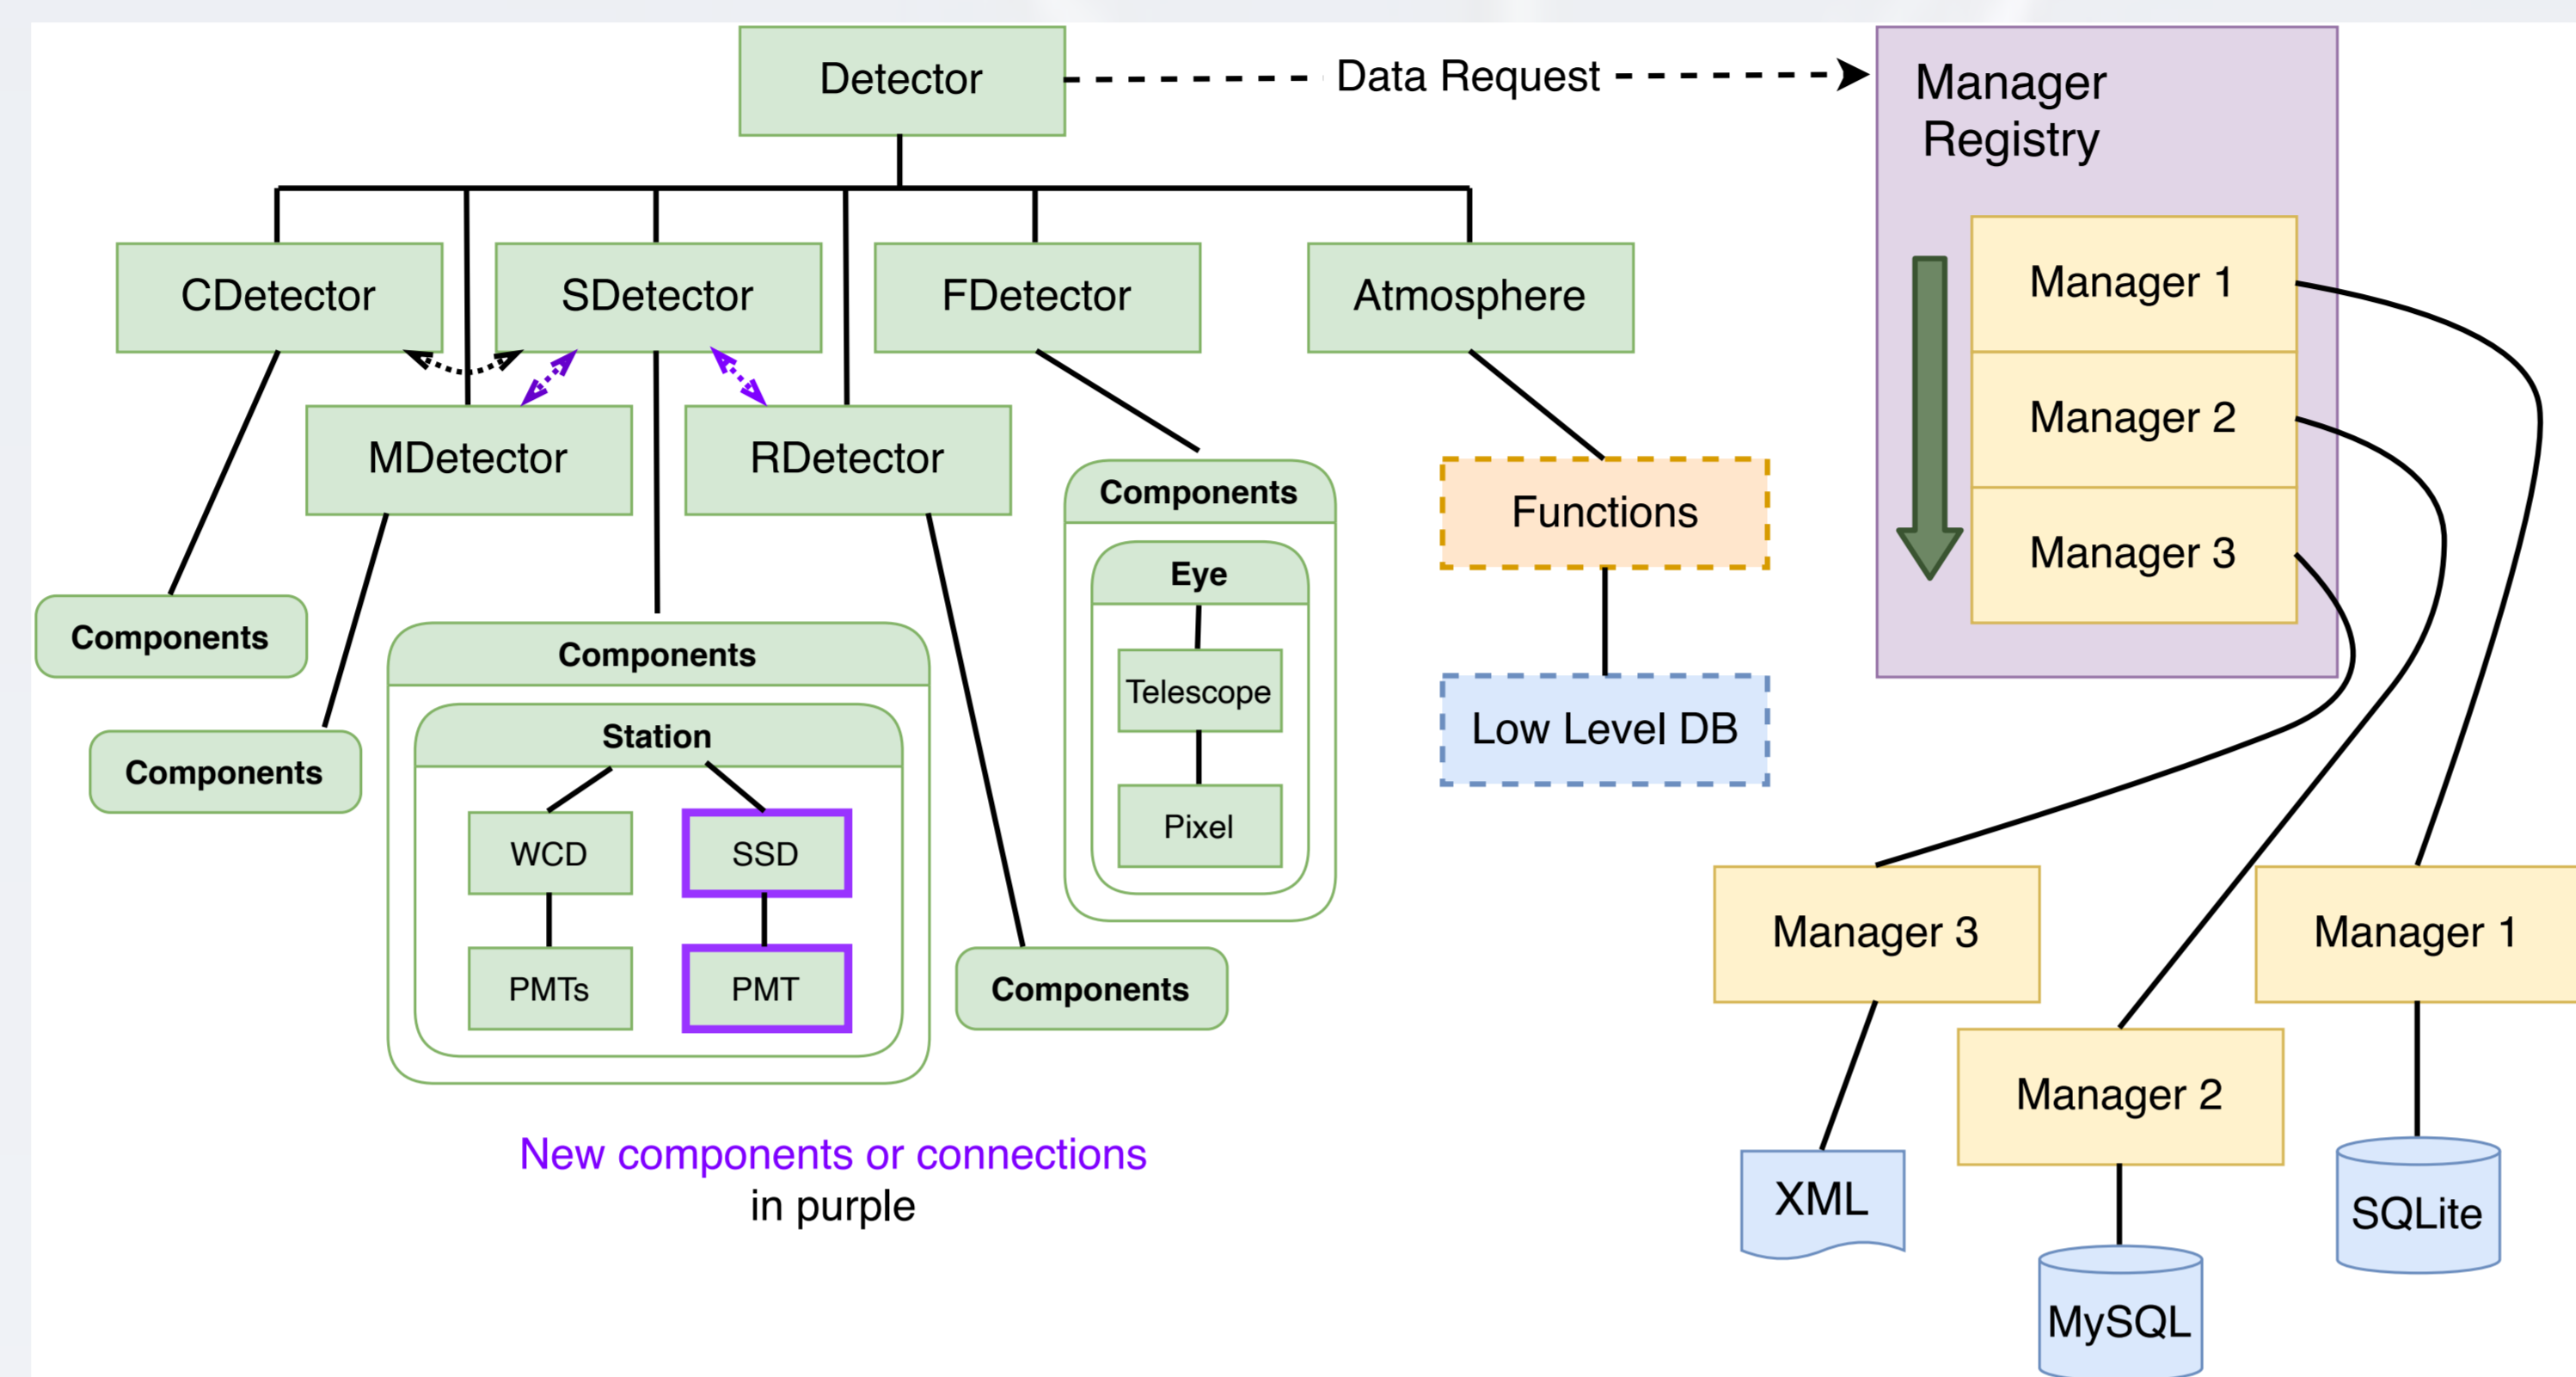 Detector
Data Request
Manager
Registry
Manager 1
Manager 2
Manager 3
CDetector
SDetector
FDetector
Atmosphere
MDetector
RDetector
Components
Components
Components
Station
WCD
SSD
PMTs
PMT
Components
Components
Eye
Telescope
Pixel
Functions
Low Level DB
Manager 3
Manager 2
Manager 1
XML
MySQL
SQLite
New components or connections
in purple